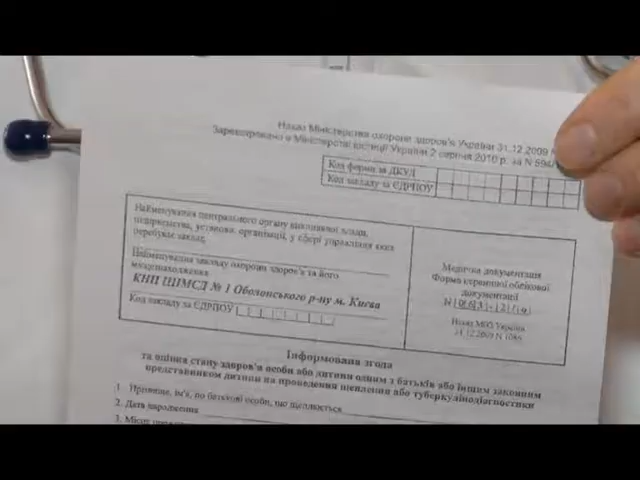 Наказ Міністерства охорони здоров'я України 31.12.2009
Зареєстровано в Міністерстві юстиції України 2 серпня 2010 р. за N 594/
Код форми за ДКУД
Код закладу за ЄДРПОУ
Найменування центрального органу виконавчої влади,
підприємства, установи, організації, у сфері управління яких
перебуває заклад
Найменування закладу охорони здоров'я та його
місцезнаходження
КНП ЦПМСД № 1 Оболонського р-ну м. Києва
Код закладу за ЄДРПОУ
Медична документація
Форма первинної облікової
документації
Наказ МОЗ України
31.12.2009 N 1086
Інформована згода
та оцінка стану здоров'я особи або дитини одним з батьків або іншим законним
представником дитини на проведення щеплення або туберкулінодіагностики
1. Прізвище, ім'я, по батькові особи, що щеплюється
2. Дата народження
3. Місце